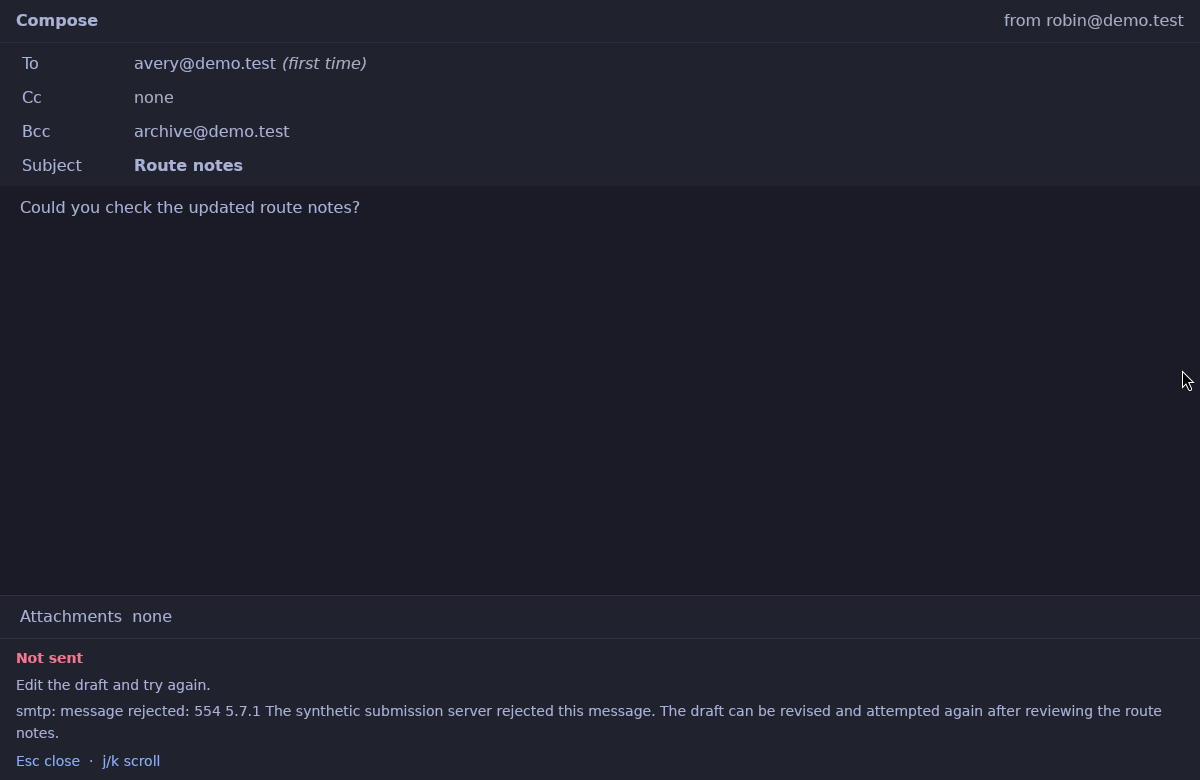 Compose from robin@demo.test
To avery@demo.test (first time)
Cc none
Bcc archive@demo.test
Subject Route notes
Could you check the updated route notes?
Attachments none
Not sent
Edit the draft and try again.
smtp: message rejected: 554 5.7.1 The synthetic submission server rejected this message. The draft can be revised and attempted again after reviewing the route
notes.
Esc close · j/k scroll